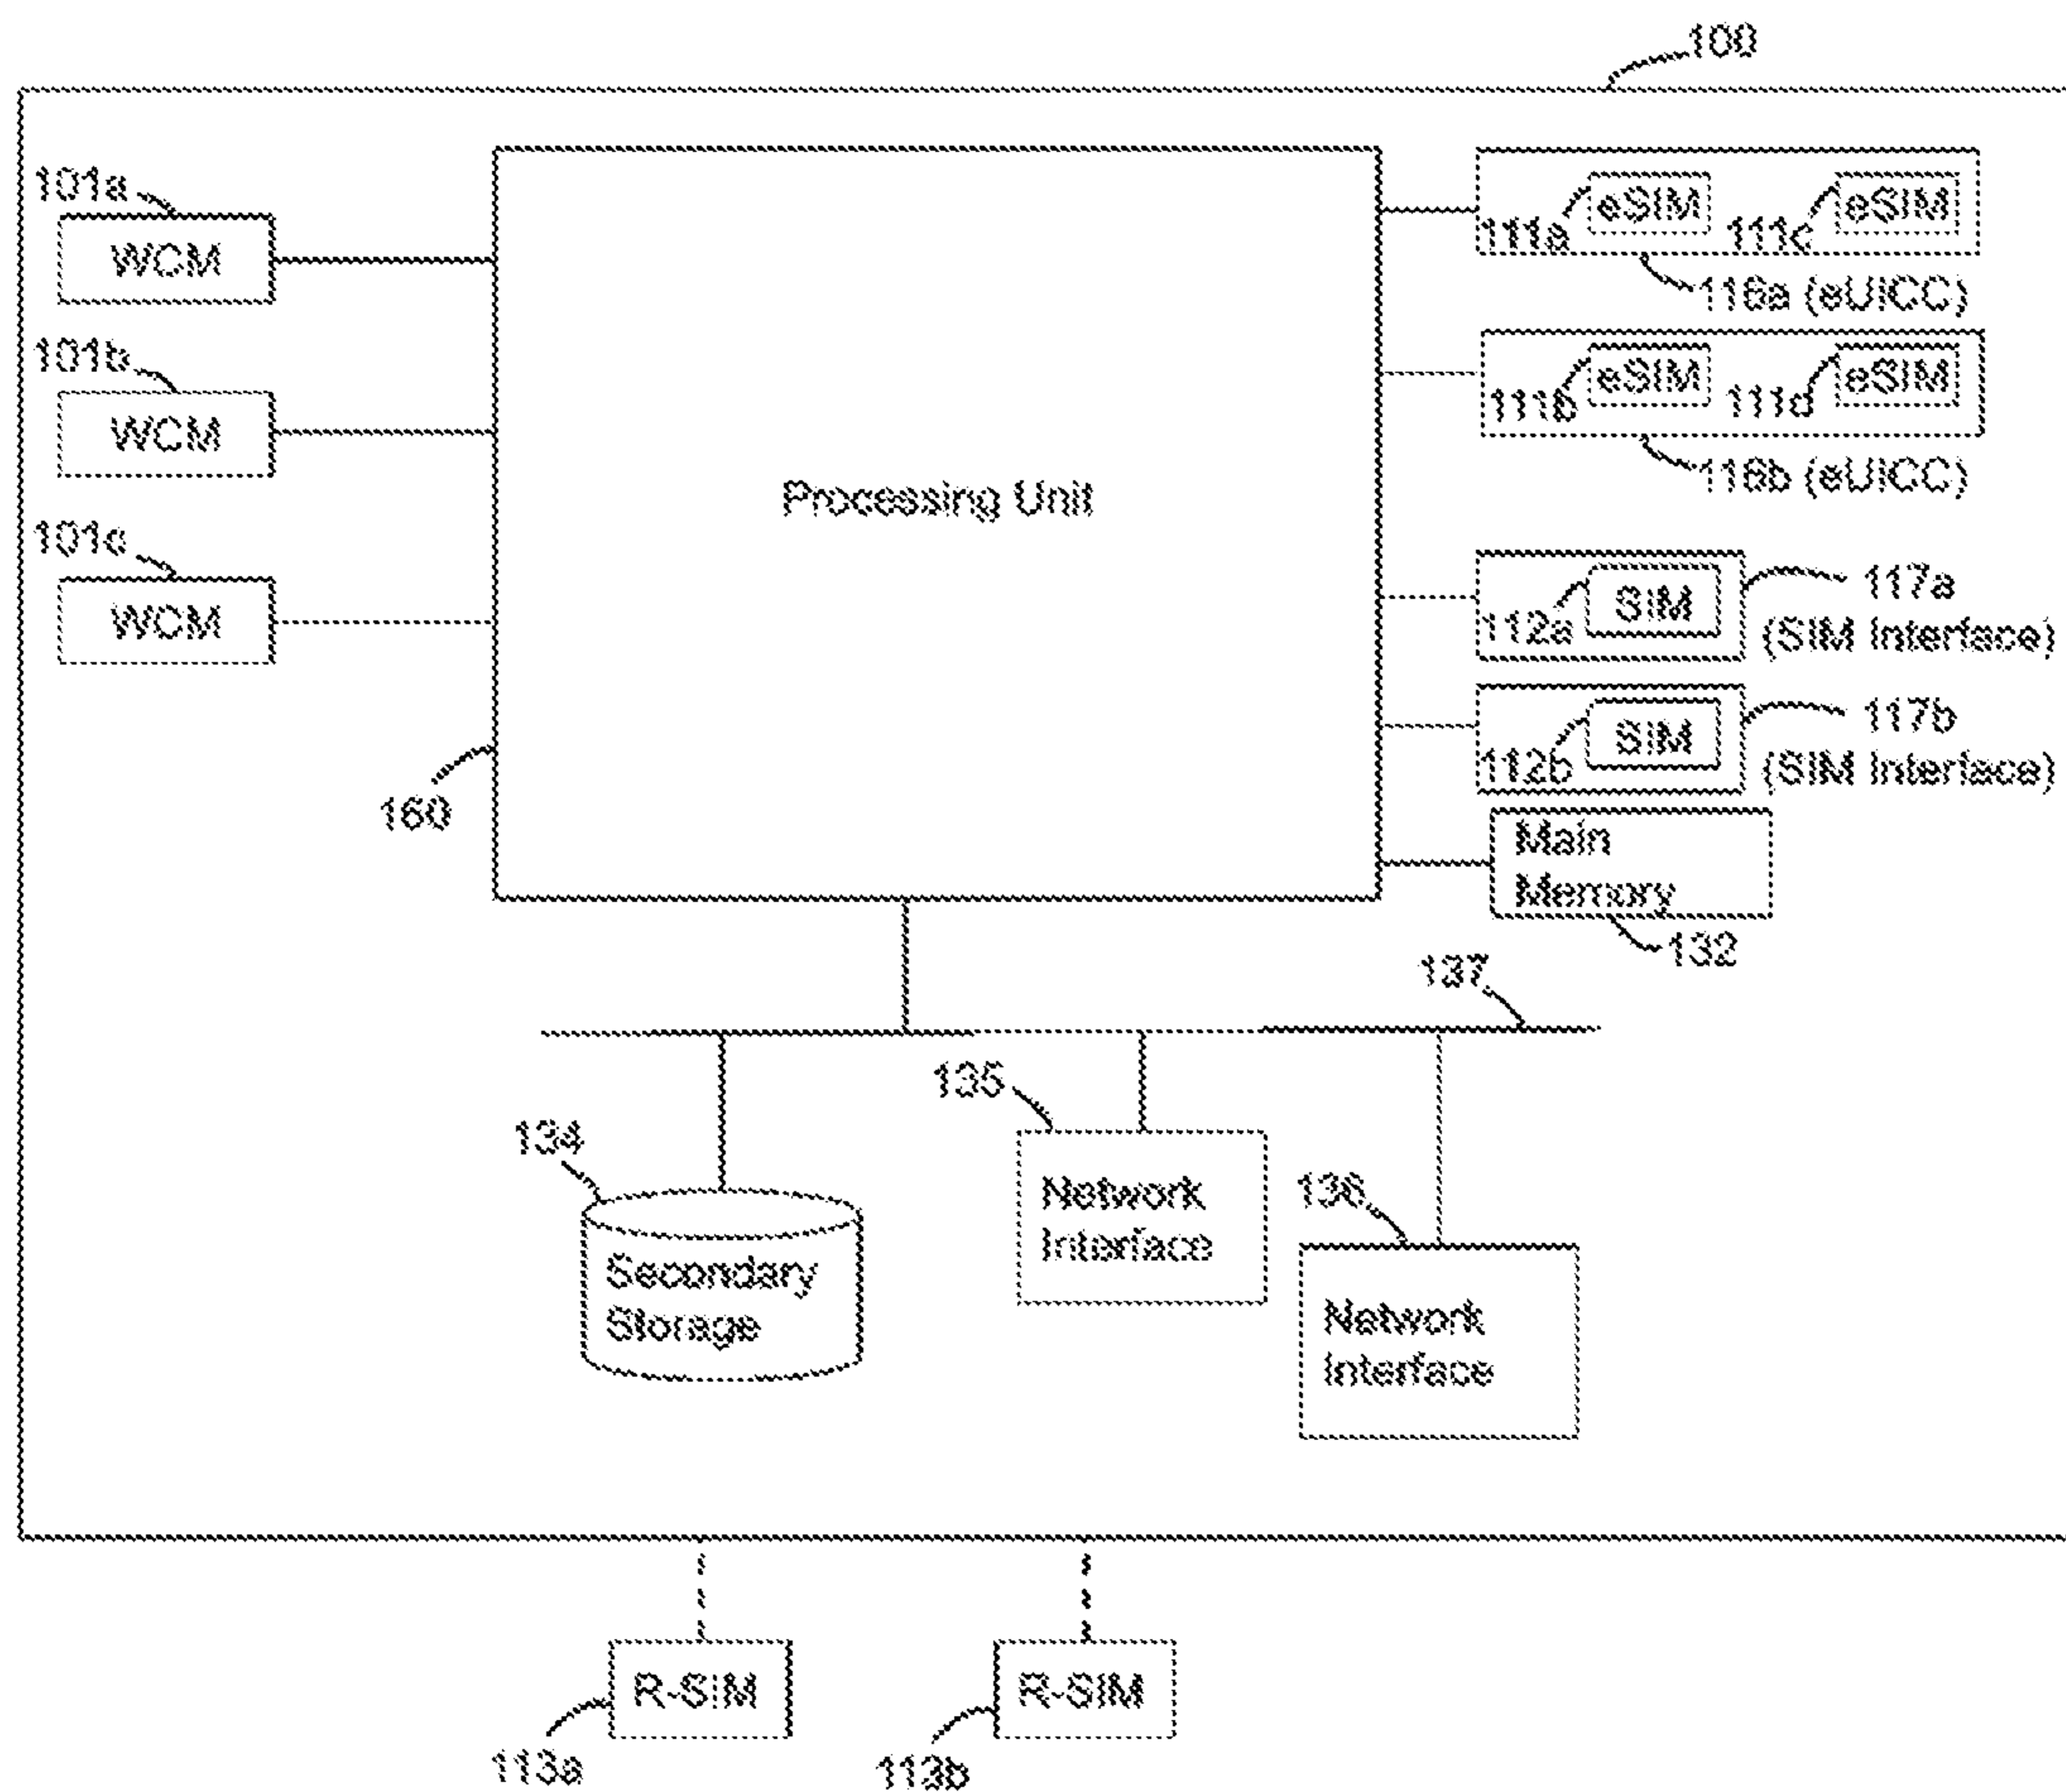 100
101a
WCM
101b
WCM
101c
WCM
Processing Unit
160
eSIM
eSIM
111a
111c
116a (eUICC)
eSIM
eSIM
111b
111d
116b (eUICC)
SIM
112a
117a
(SIM Interface)
SIM
112b
117b
(SIM Interface)
Main
Memory
132
137
135
134
Network
Interface
136
Secondary
Storage
Network
Interface
R-SIM
R-SIM
113a
113b